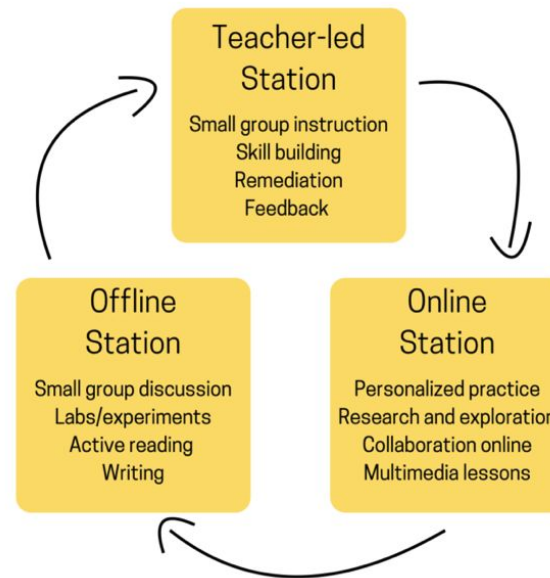 Teacher-led
Station
Small group instruction
Skill building
Remediation
Feedback
Offline
Station
Small group discussion
Labs/experiments
Active reading
Writing
Online
Station
Personalized practice
Research and exploration
Collaboration online
Multimedia lessons